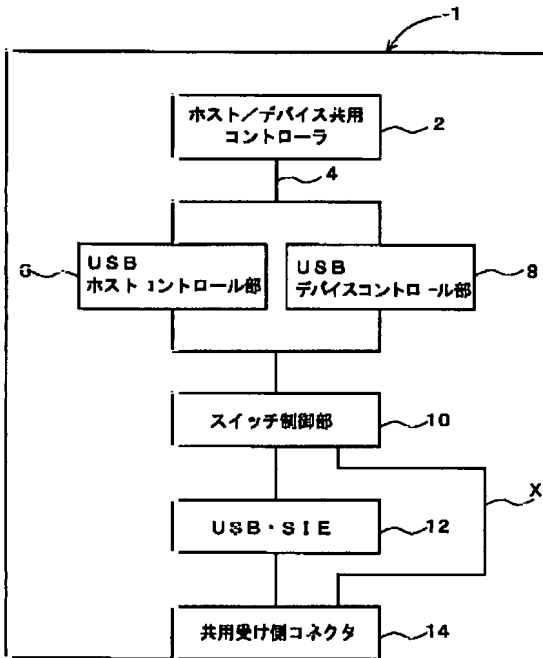 1
ホスト／デバイス共用
コントローラ
2
4
USB
ホストコントロール部
USB
デバイスコントロール部
8
スイッチ制御部
10
X
USB・SIE
12
共用受け側コネクタ
14